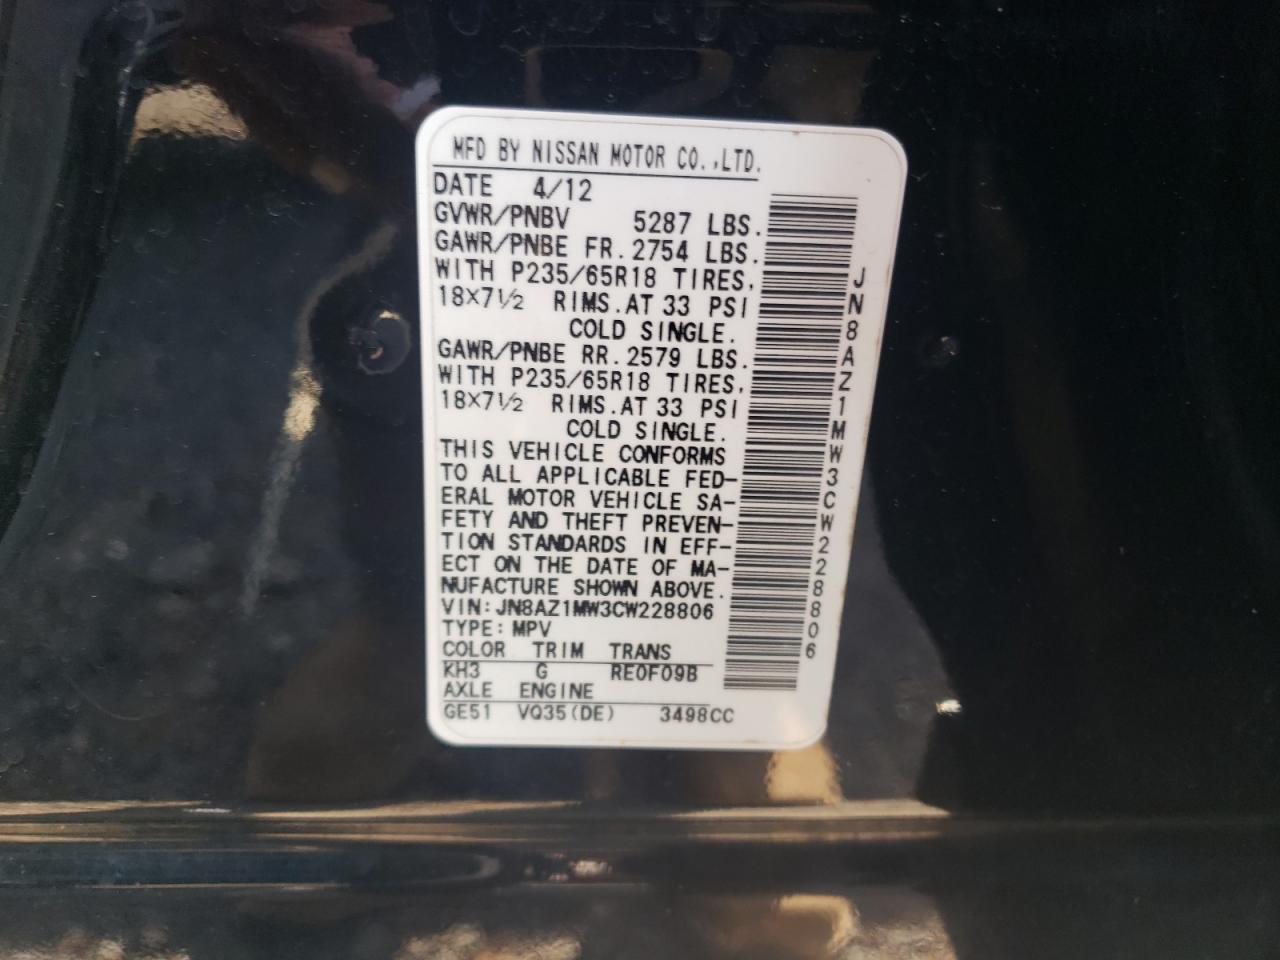 MFD BY NISSAN MOTOR CO.,LTD.
DATE 4/12
GVWR/PNBV 5287 LBS.
GAWR/PNBE FR. 2754 LBS.
WITH P235/65R18 TIRES,
18×7½ RIMS. AT 33 PSI
COLD SINGLE.
GAWR/PNBE RR. 2579 LBS.
WITH P235/65R18 TIRES,
18×7½ RIMS. AT 33 PSI
COLD SINGLE.
THIS VEHICLE CONFORMS
TO ALL APPLICABLE FED-
ERAL MOTOR VEHICLE SA-
FETY AND THEFT PREVEN-
TION STANDARDS IN EFF-
ECT ON THE DATE OF MA-
NUFACTURE SHOWN ABOVE.
VIN: JN8AZ1MW3CW228806
TYPE: MPV
COLOR TRIM TRANS
KH3 G RE0F09B
AXLE ENGINE
GE51 VQ35(DE) 3498CC
JN8AZ1MW3CW228806